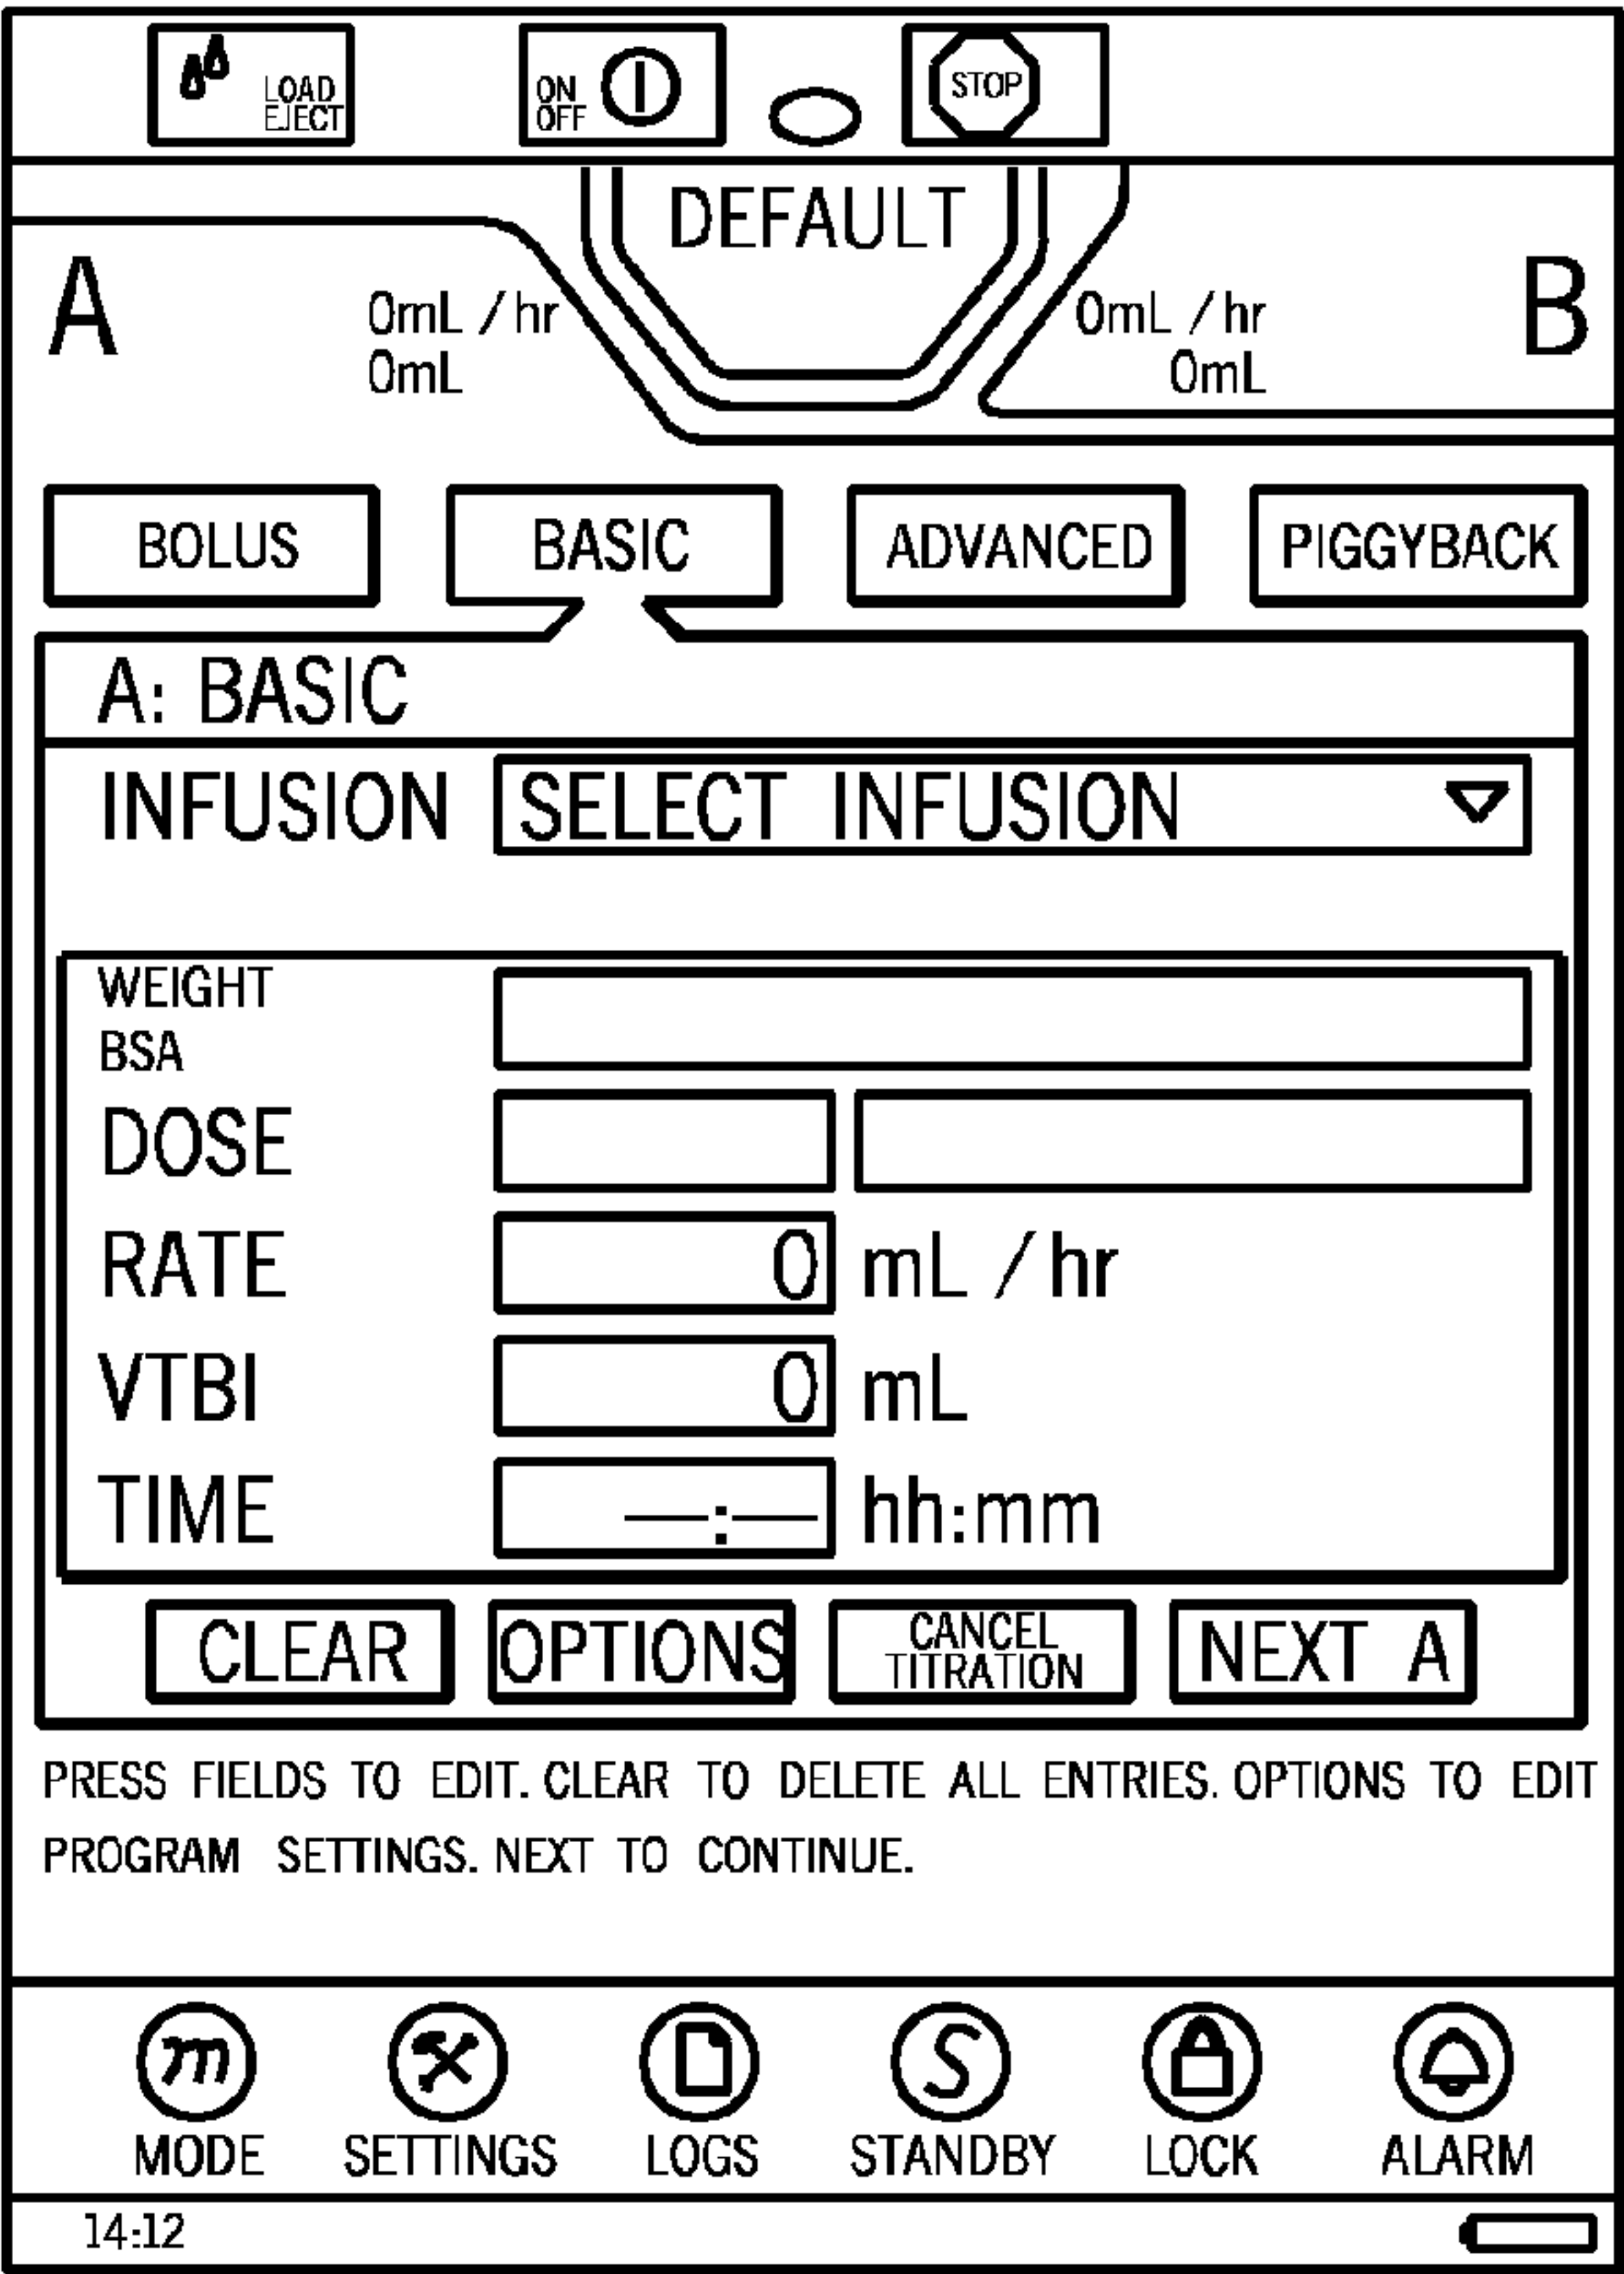 LOAD
EJECT
ON
OFF
STOP
DEFAULT
A
0mL /hr
0mL
0mL /hr
0mL
B
BOLUS
BASIC
ADVANCED
PIGGYBACK
A: BASIC
INFUSION SELECT INFUSION
WEIGHT
BSA
DOSE
RATE 0 mL /hr
VTBI 0 mL
TIME —:— hh:mm
CLEAR
OPTIONS
CANCEL
TITRATION
NEXT A
PRESS FIELDS TO EDIT. CLEAR TO DELETE ALL ENTRIES. OPTIONS TO EDIT
PROGRAM SETTINGS. NEXT TO CONTINUE.
m
S
MODE SETTINGS LOGS STANDBY LOCK ALARM
14:12